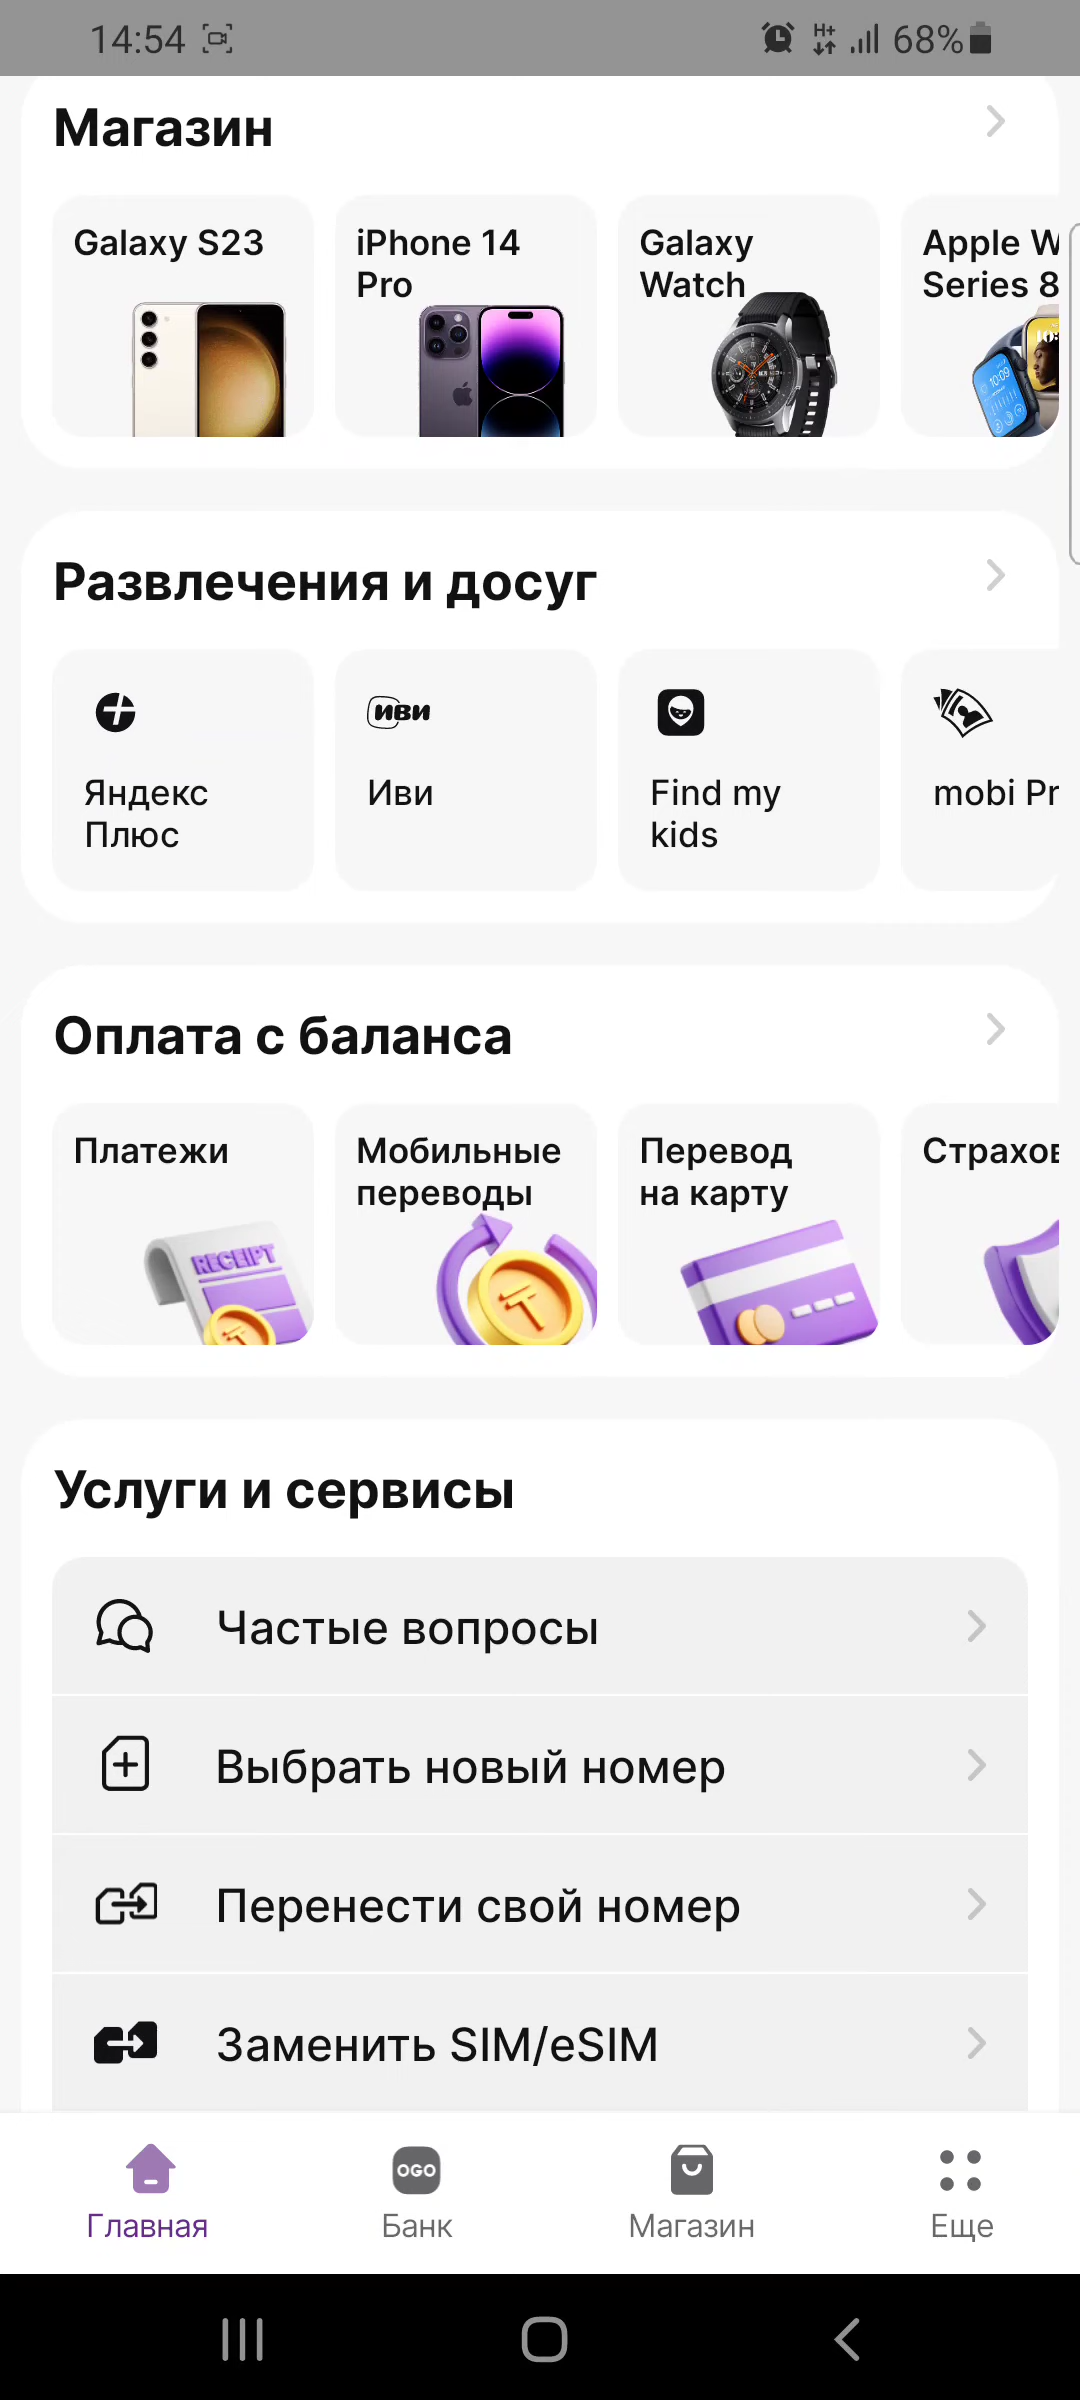 14:54
H+
68%
Магазин
Galaxy S23
iPhone 14
Pro
Galaxy
Watch
Apple W
Series 8
10:09
Развлечения и досуг
иви
Яндекс
Плюс
Иви
Find my
kids
mobi Pr
Оплата с баланса
Платежи
Мобильные
переводы
Перевод
на карту
Страхов
RECEIPT
Услуги и сервисы
Частые вопросы
Выбрать новый номер
Перенести свой номер
Заменить SIM/eSIM
OGO
Главная
Банк
Магазин
Еще